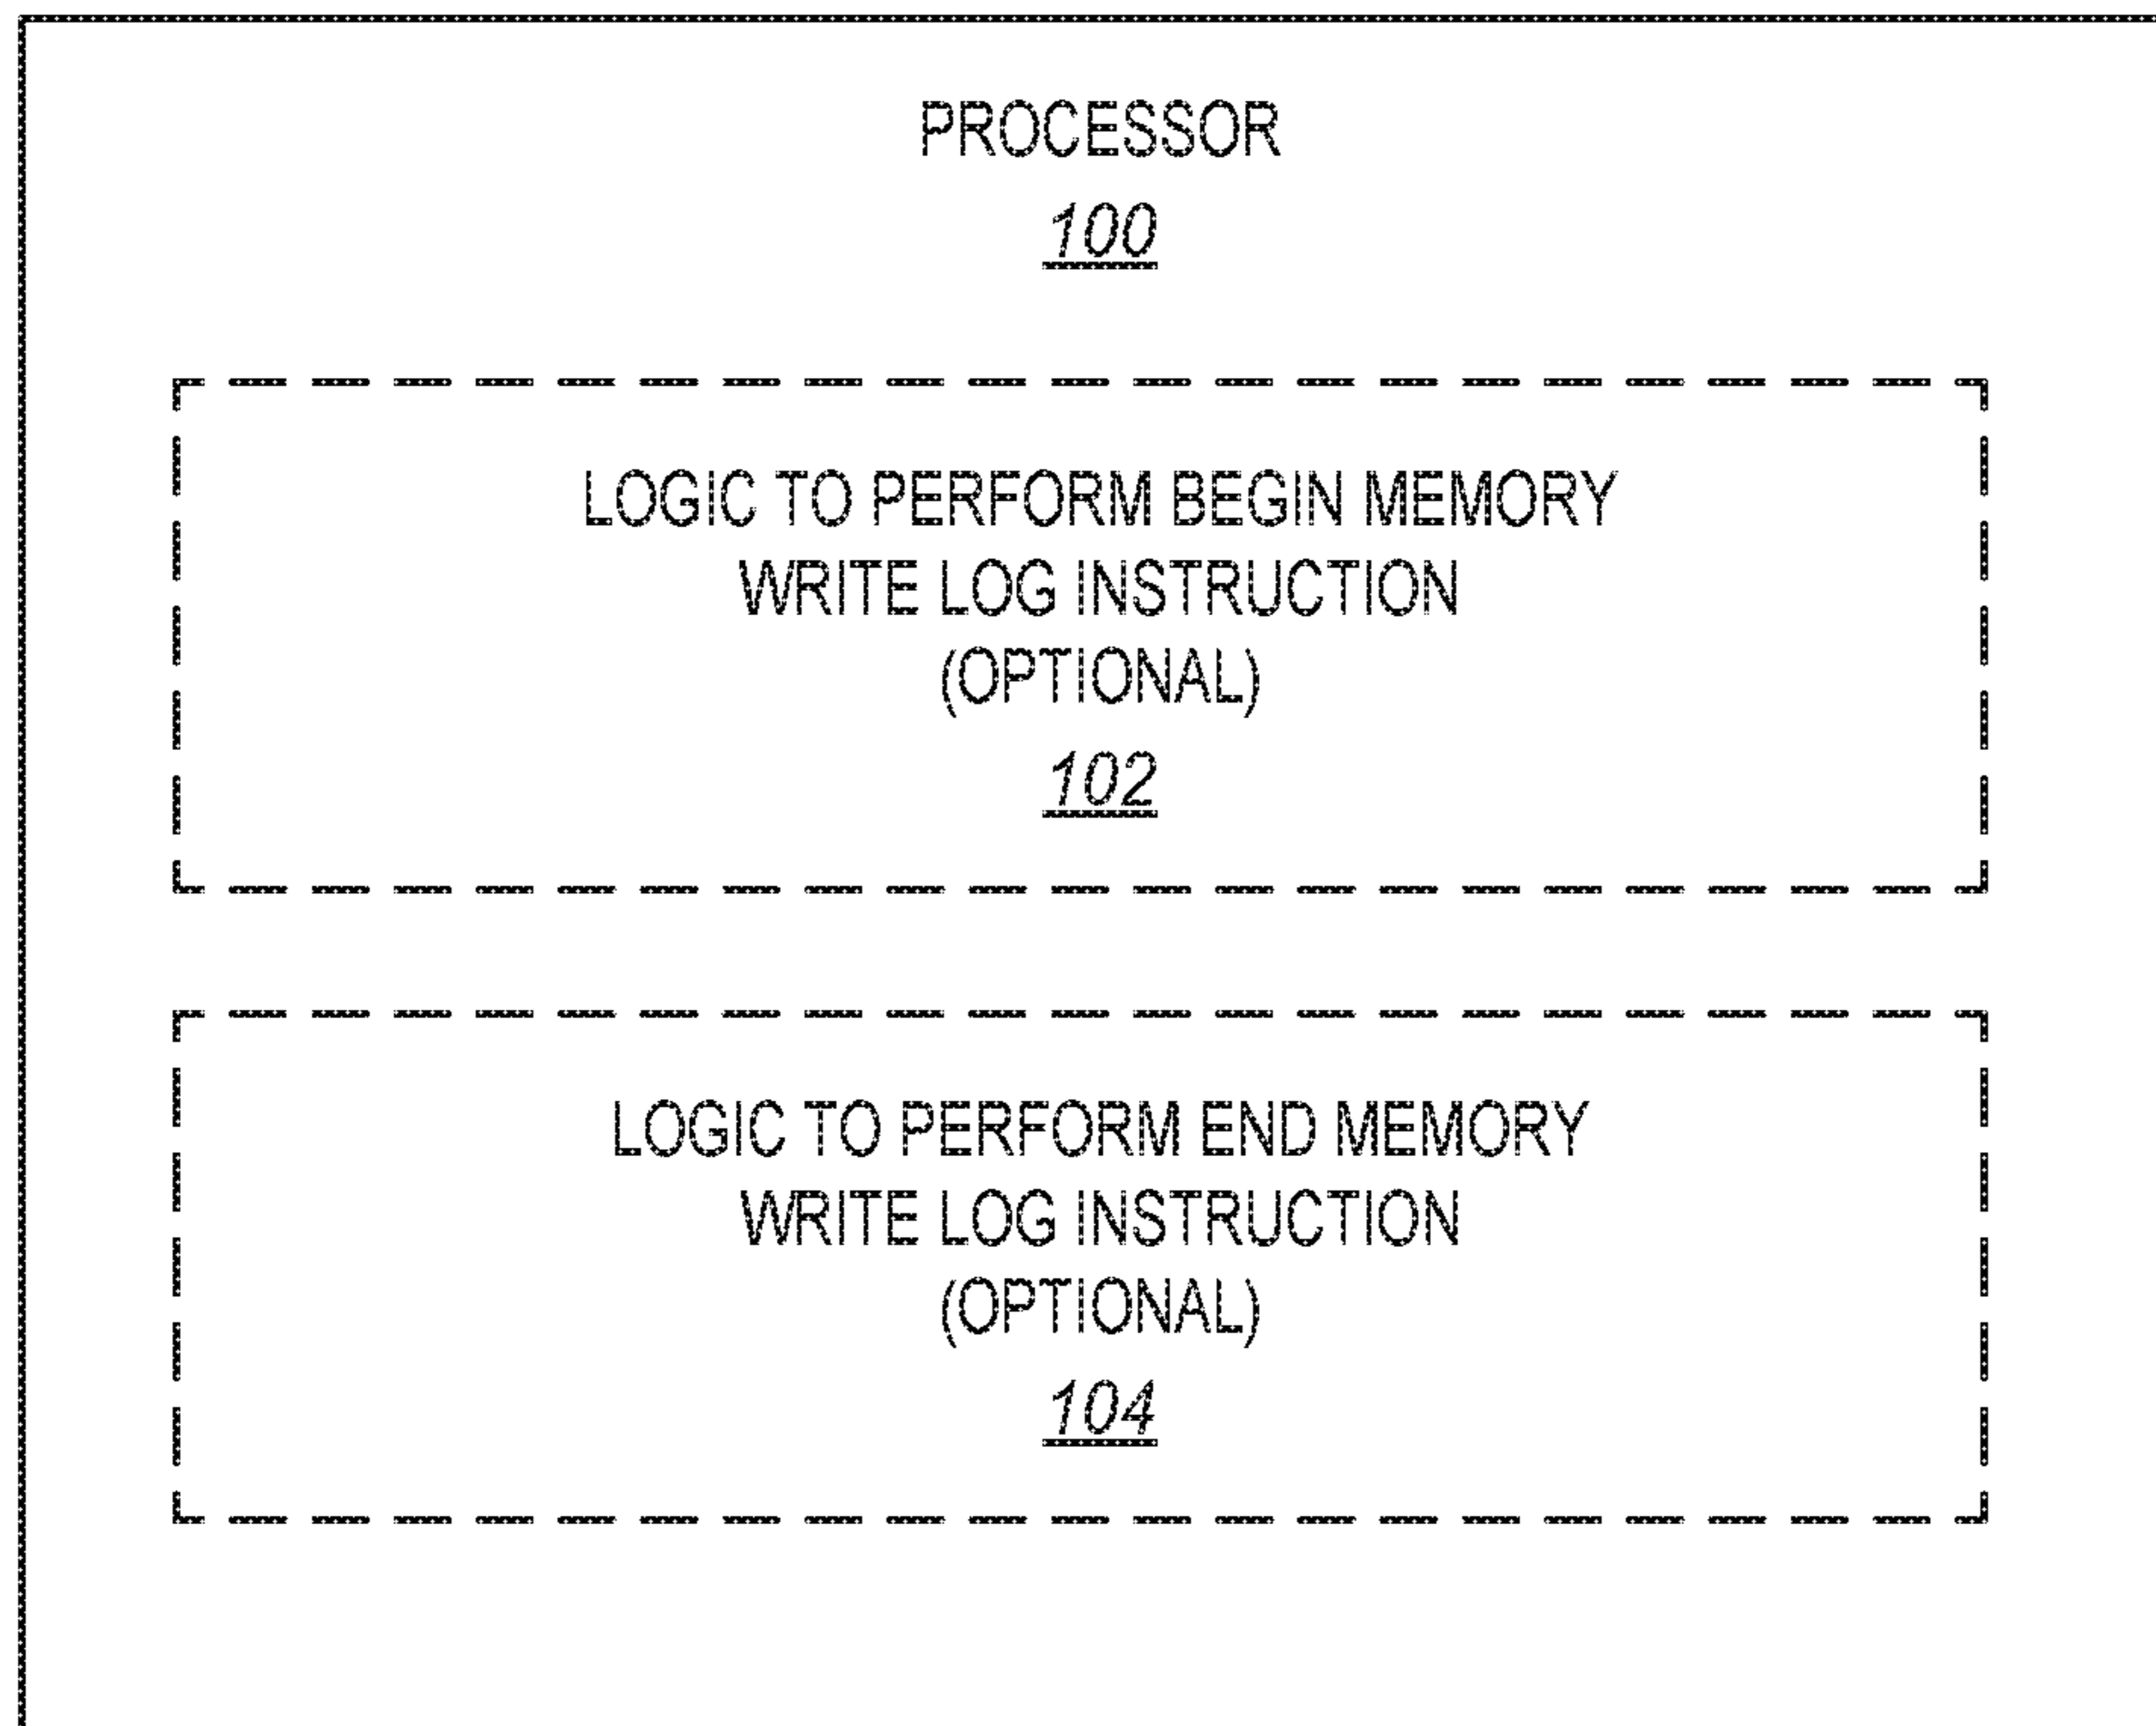 PROCESSOR
100
LOGIC TO PERFORM BEGIN MEMORY
WRITE LOG INSTRUCTION
(OPTIONAL)
102
LOGIC TO PERFORM END MEMORY
WRITE LOG INSTRUCTION
(OPTIONAL)
104